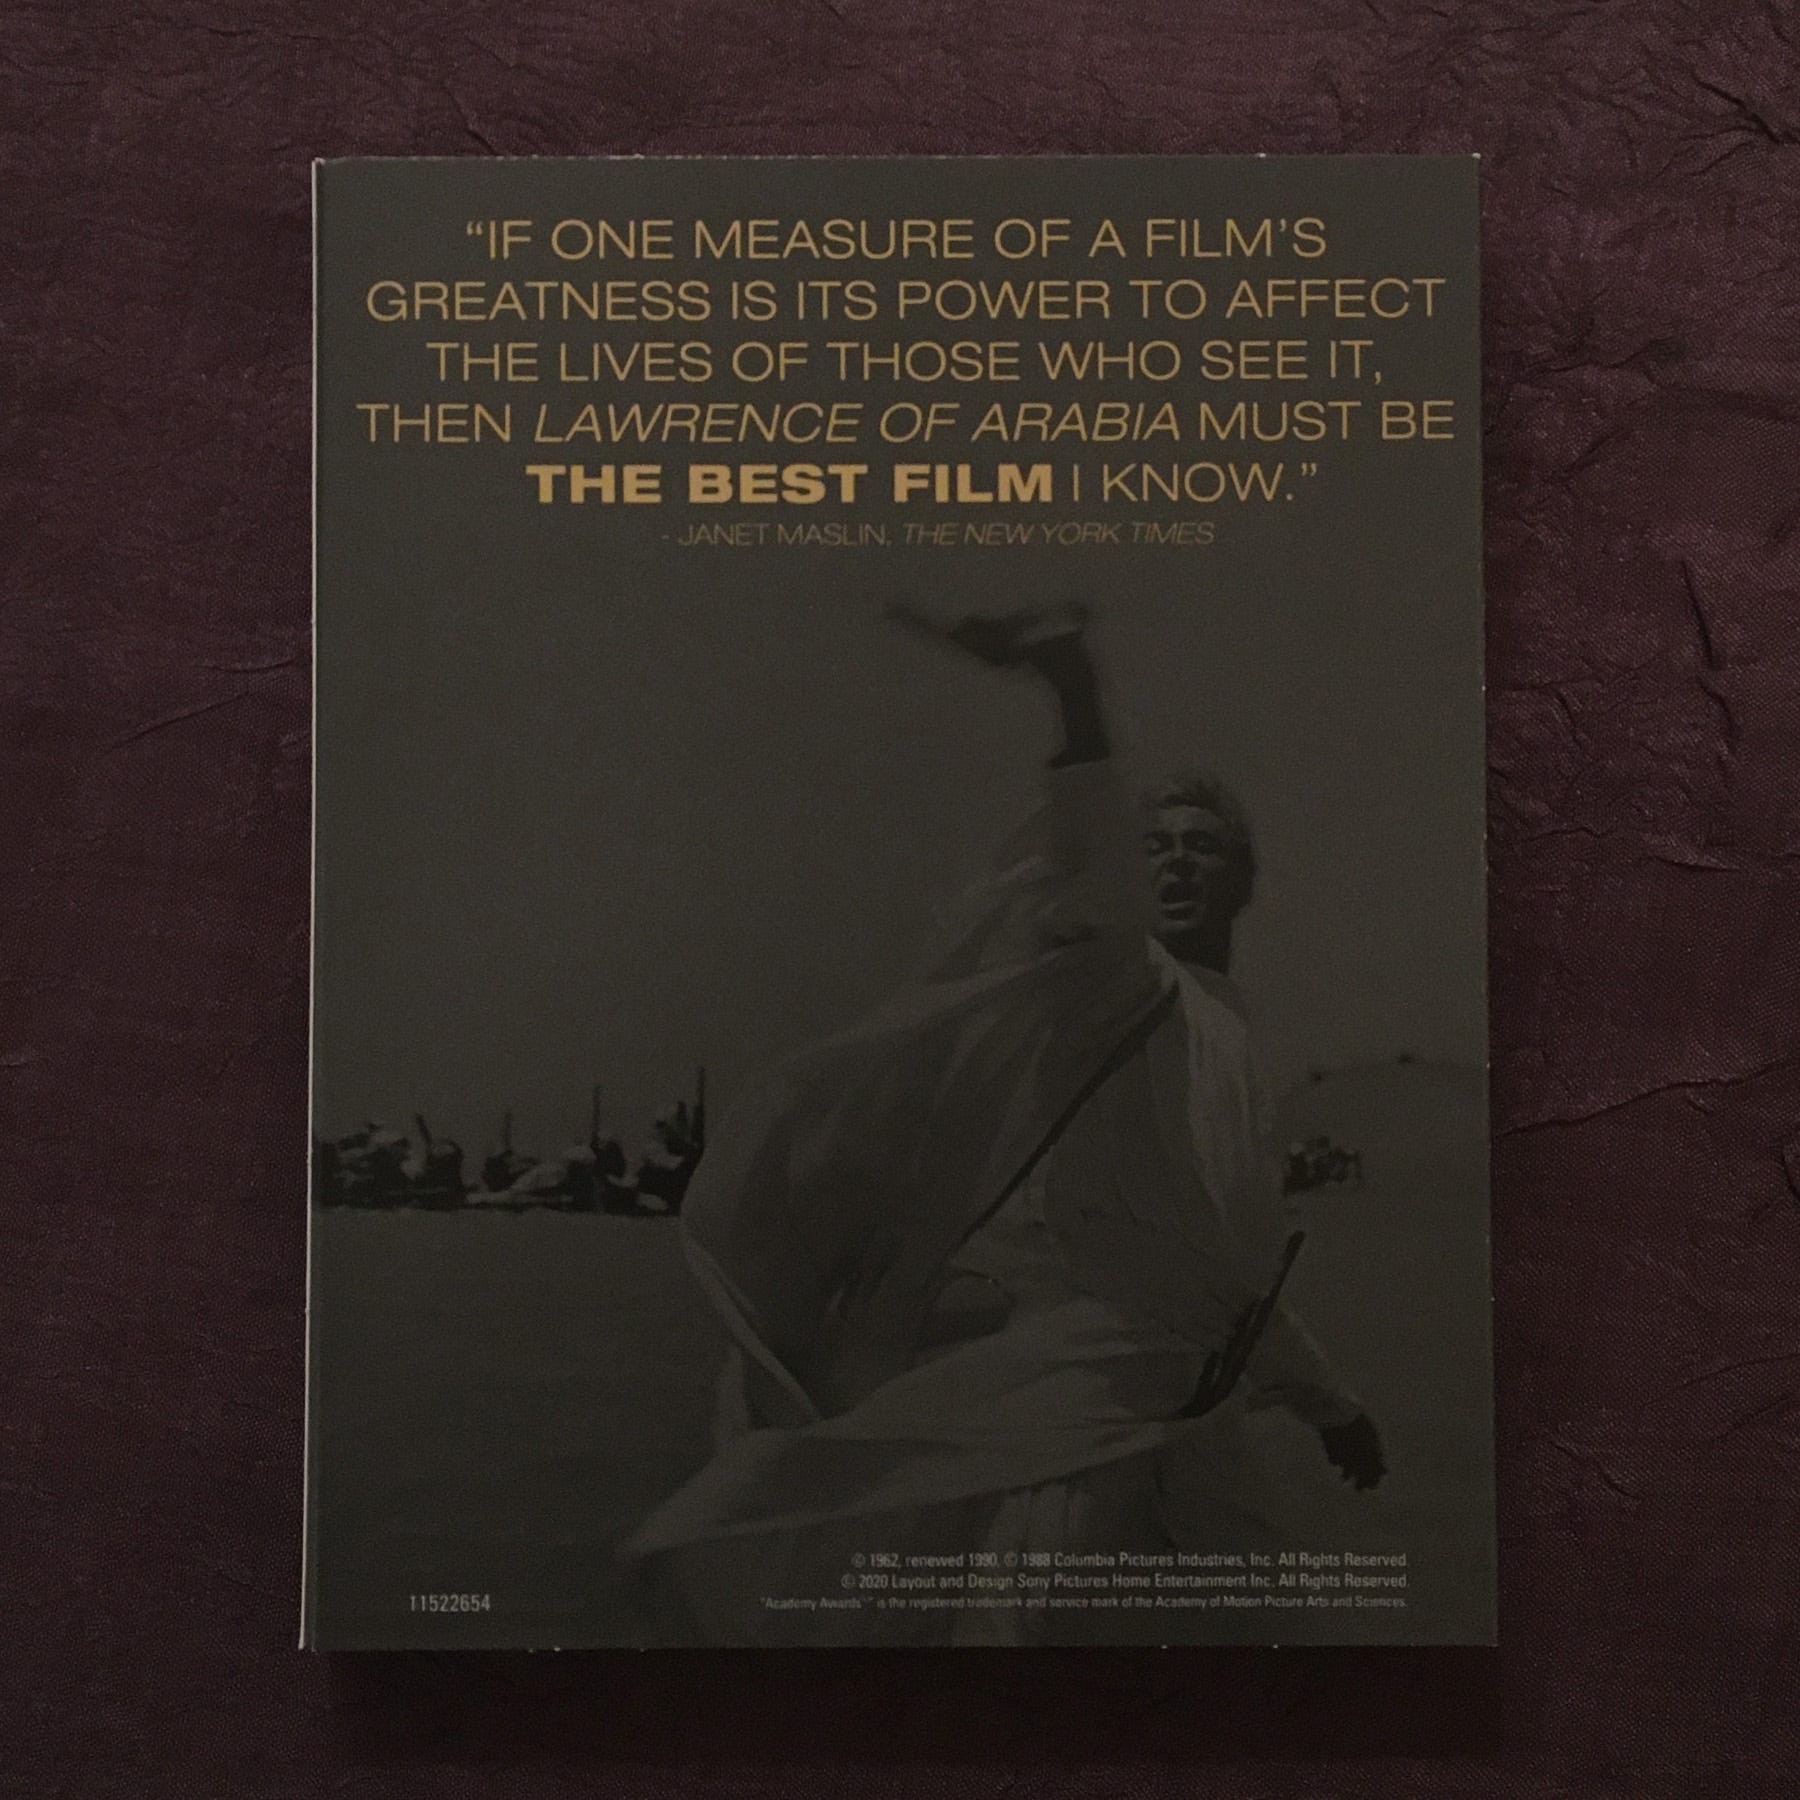 “IF ONE MEASURE OF A FILM’S
GREATNESS IS ITS POWER TO AFFECT
THE LIVES OF THOSE WHO SEE IT,
THEN LAWRENCE OF ARABIA MUST BE
THE BEST FILM I KNOW.”
- JANET MASLIN, THE NEW YORK TIMES
© 1962, renewed 1990, © 1988 Columbia Pictures Industries, Inc. All Rights Reserved.
© 2020 Layout and Design Sony Pictures Home Entertainment Inc. All Rights Reserved.
"Academy Awards®" is the registered trademark and service mark of the Academy of Motion Picture Arts and Sciences.
11522654